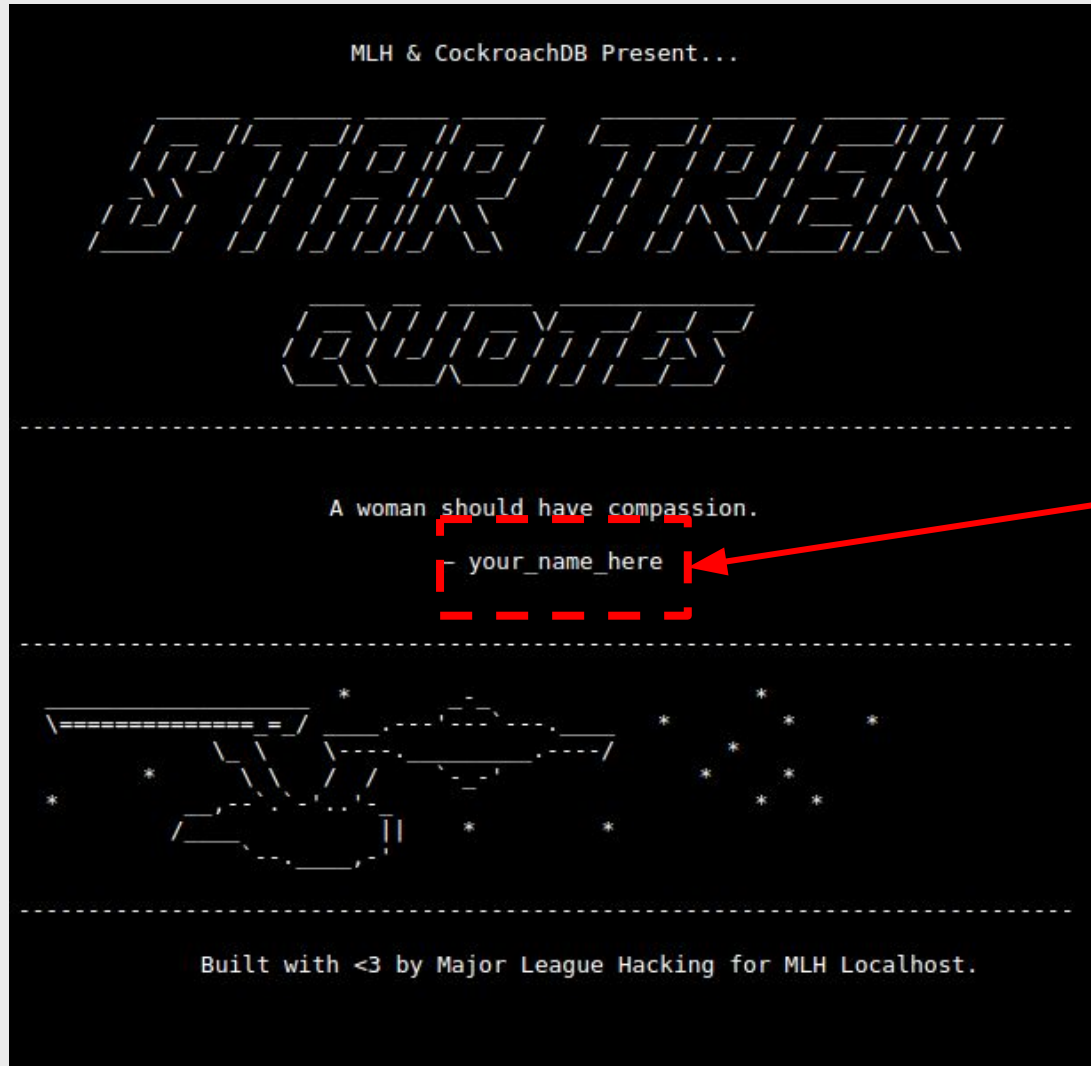 MLH & CockroachDB Present...
STAR TREK
QUOTES
A woman should have compassion.
– your_name_here
Built with <3 by Major League Hacking for MLH Localhost.